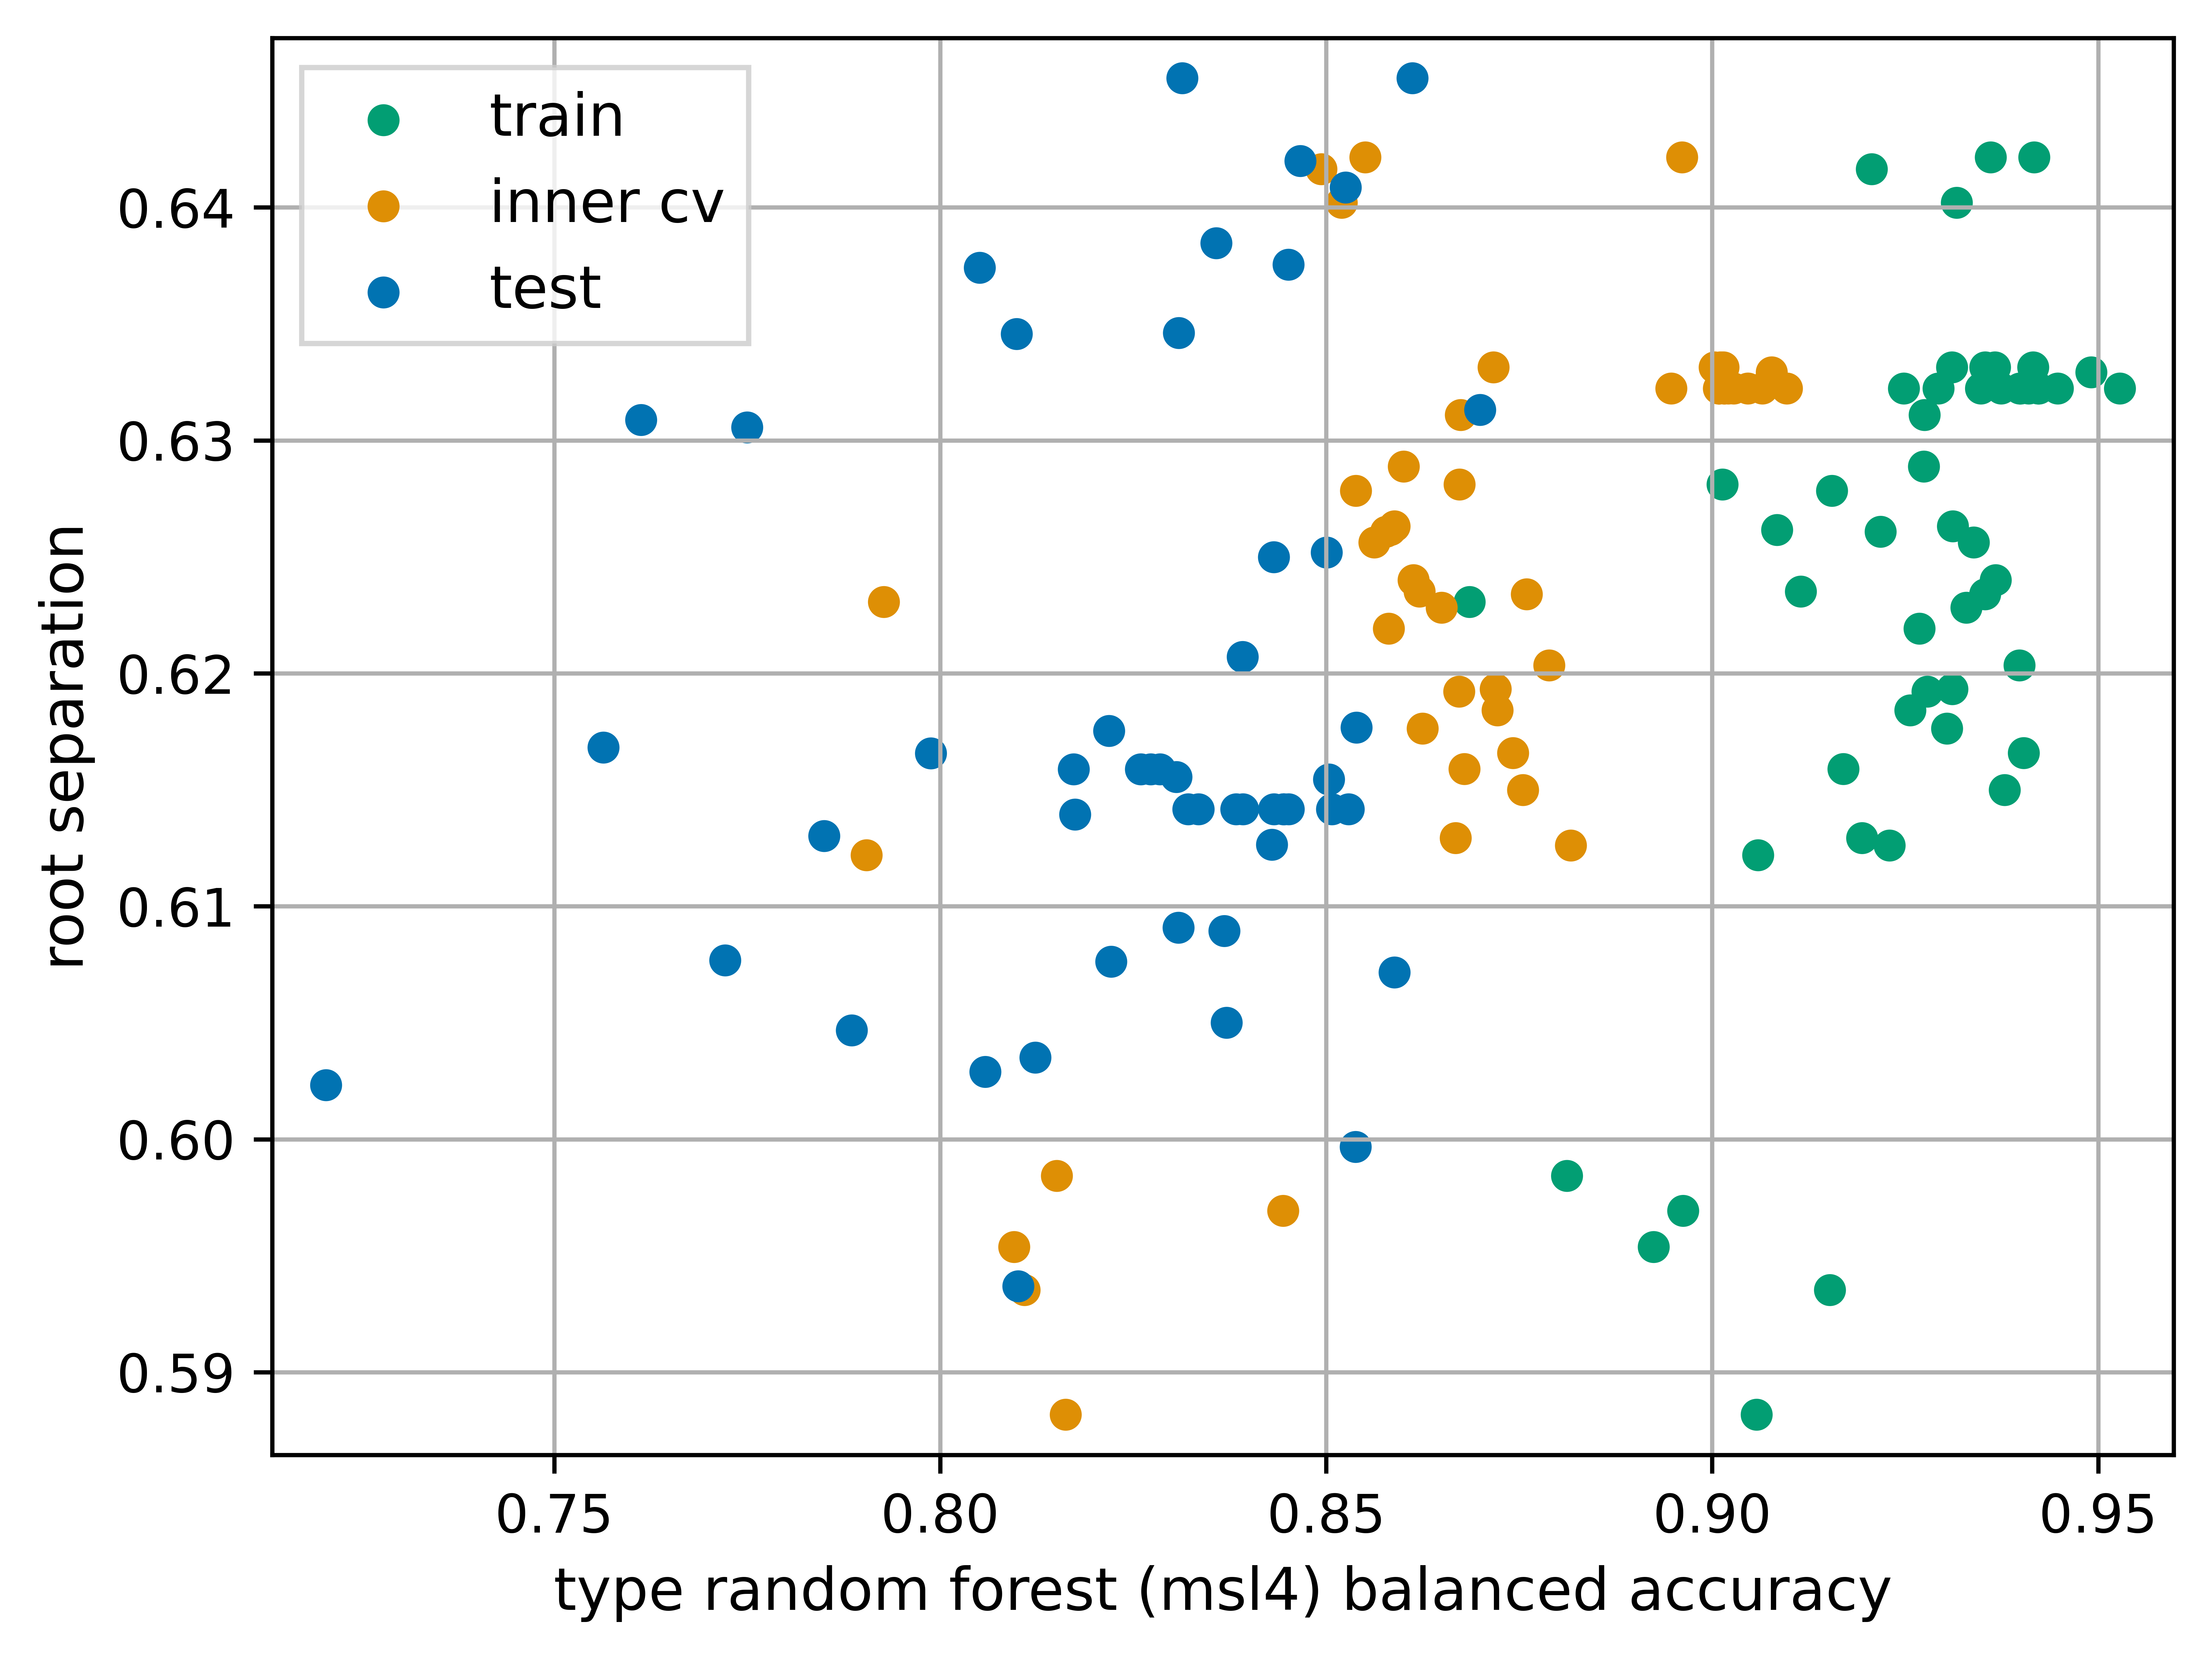 train
inner cv
test
0.64
0.63
0.62
0.61
0.60
0.59
root separation
0.75
0.80
0.85
0.90
0.95
type random forest (msl4) balanced accuracy